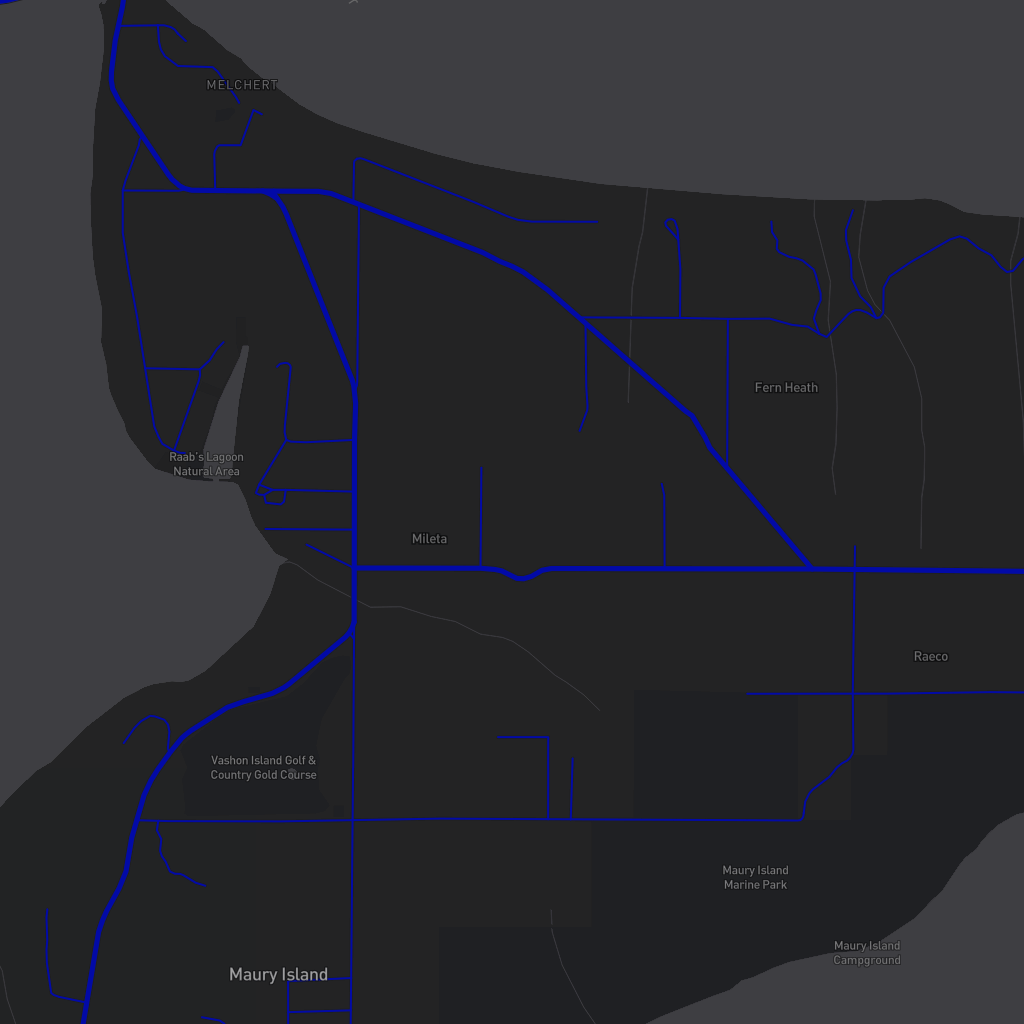 MELCHERT
Fern Heath
Raab's Lagoon
Natural Area
Mileta
Raeco
Vashon Island Golf &
Country Gold Course
Maury Island
Marine Park
Maury Island
Campground
Maury Island